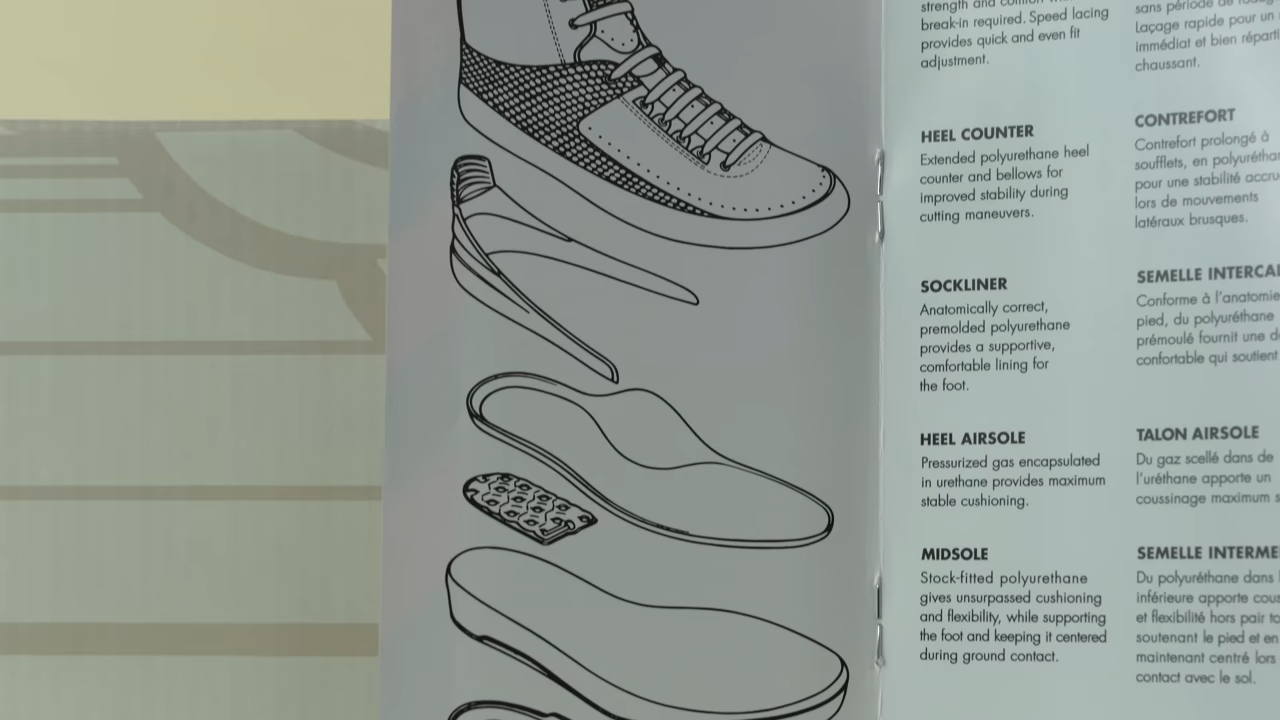 strength and comfort
break-in required. Speed lacing
provides quick and even fit
adjustment.
HEEL COUNTER
Extended polyurethane heel
counter and bellows for
improved stability during
cutting maneuvers.
SOCKLINER
Anatomically correct,
premolded polyurethane
provides a supportive,
comfortable lining for
the foot.
HEEL AIRSOLE
Pressurized gas encapsulated
in urethane provides maximum
stable cushioning.
MIDSOLE
Stock-fitted polyurethane
gives unsurpassed cushioning
and flexibility, while supporting
the foot and keeping it centered
during ground contact.
sans période de
Laçage rapide pour un
immédiat et bien réparti
chaussant.
CONTREFORT
Contrefort prolongé à
soufflets, en polyurétha
pour une stabilité accru
lors de mouvements
latéraux brusques.
SEMELLE INTERCA
Conforme à l'anatomie
pied, du polyuréthane
prémoulé fournit une d
confortable qui soutient
TALON AIRSOLE
Du gaz scellé dans de
l'uréthane apporte un
coussinage maximum s
SEMELLE INTERME
Du polyuréthane dans l
inférieure apporte cous
et flexibilité hors pair to
soutenant le pied et en
maintenant centré lors
contact avec le sol.